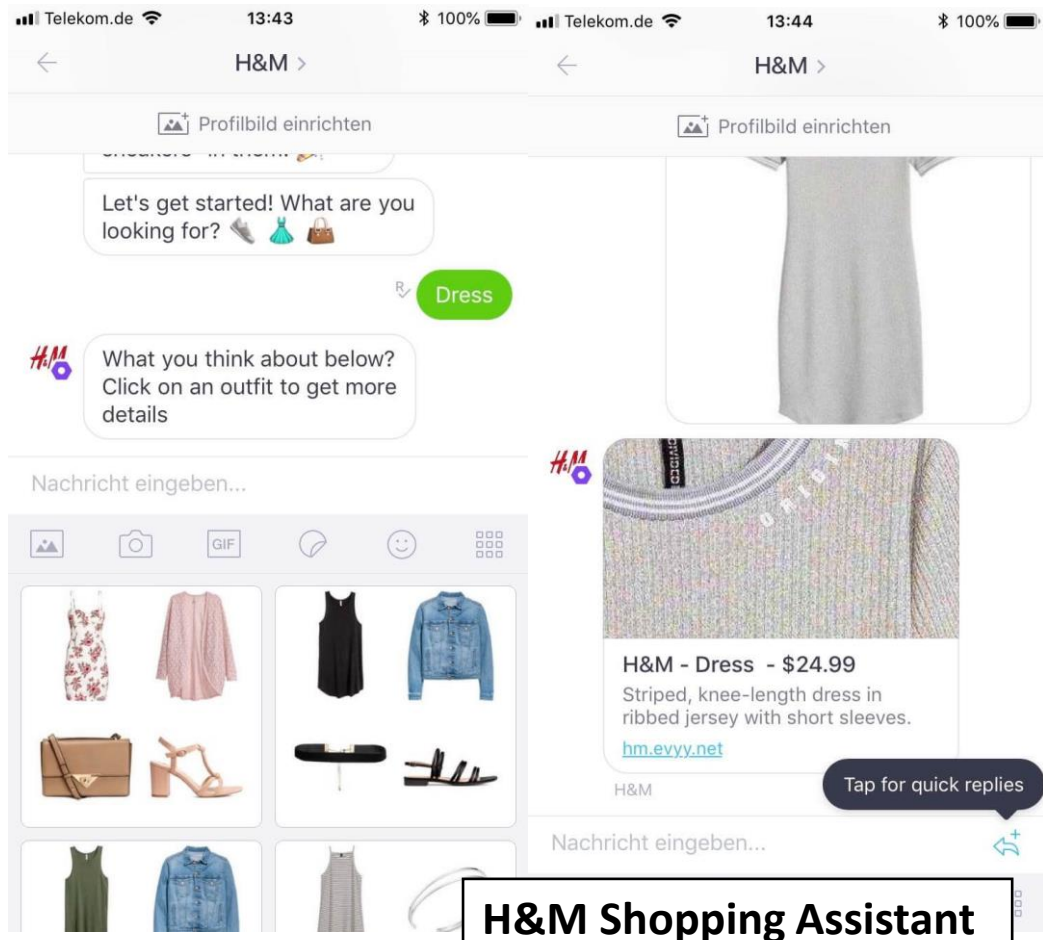 Telekom.de 13:43 100%
H&M >
Profilbild einrichten
Let's get started! What are you
looking for?
R
Dress
H&M
What you think about below?
Click on an outfit to get more
details
Nachricht eingeben...
GIF
Telekom.de 13:44 100%
H&M >
Profilbild einrichten
H&M
DIVIDED
H&M - Dress - $24.99
Striped, knee-length dress in
ribbed jersey with short sleeves.
hm.evyy.net
H&M
Tap for quick replies
Nachricht eingeben...
H&M Shopping Assistant